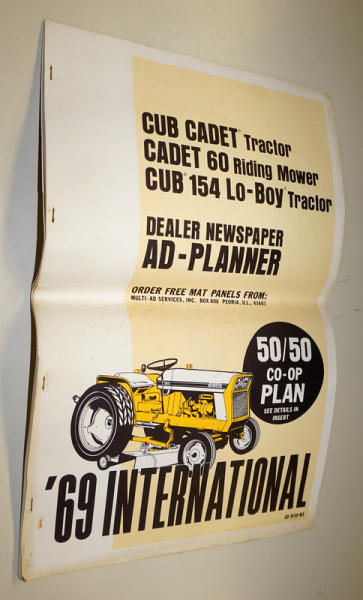 CUB CADET® Tractor
CADET 60 Riding Mower
CUB® 154 Lo-Boy® Tractor
DEALER NEWSPAPER
AD-PLANNER
ORDER FREE MAT PANELS FROM:
MULTI-AD SERVICES, INC. BOX 806 PEORIA, ILL., 61601
50/50
CO-OP
PLAN
SEE DETAILS IN
INSERT
'69 INTERNATIONAL